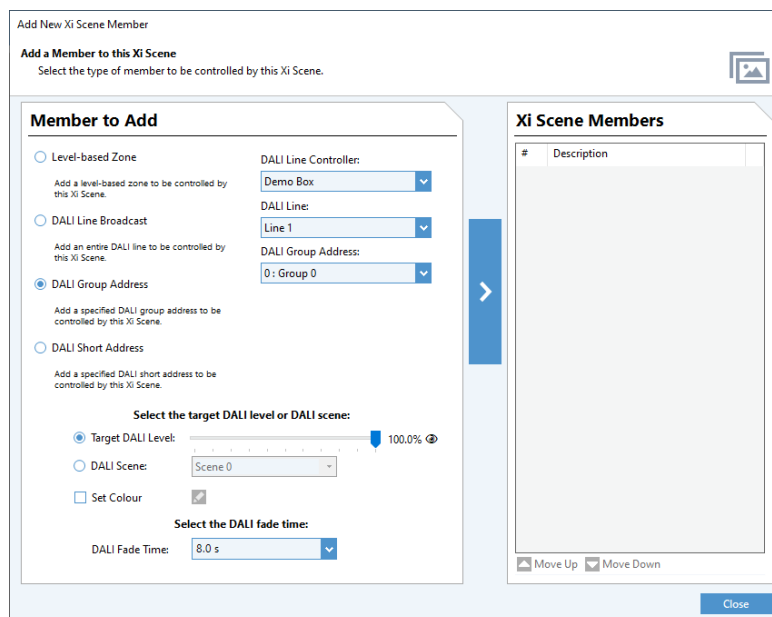 Add New Xi Scene Member
Add a Member to this Xi Scene
Select the type of member to be controlled by this Xi Scene.
Member to Add
Level-based Zone
Add a level-based zone to be controlled by
this Xi Scene.
DALI Line Broadcast
Add an entire DALI line to be controlled by
this Xi Scene.
DALI Group Address
Add a specified DALI group address to be
controlled by this Xi Scene.
DALI Short Address
Add a specified DALI short address to be
controlled by this Xi Scene.
DALI Line Controller:
Demo Box
DALI Line:
Line 1
DALI Group Address:
0 : Group 0
Select the target DALI level or DALI scene:
Target DALI Level:
100.0%
DALI Scene:
Scene 0
Set Colour
Select the DALI fade time:
DALI Fade Time:
8.0 s
Xi Scene Members
# Description
Move Up Move Down
Close